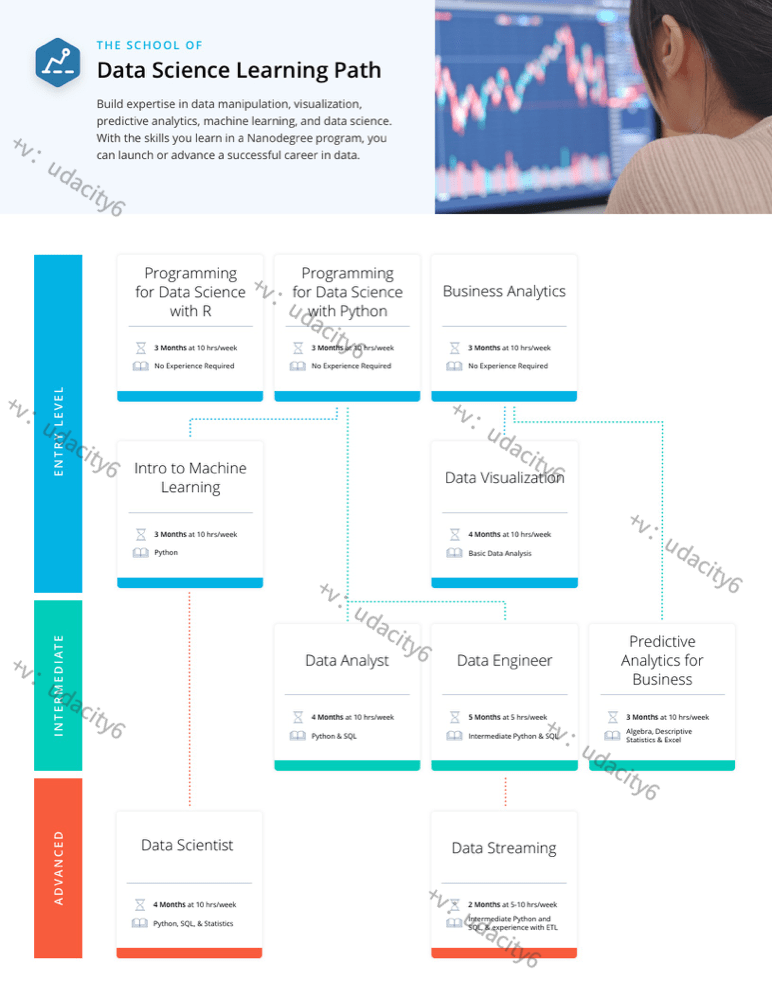 THE SCHOOL OF
Data Science Learning Path
Build expertise in data manipulation, visualization,
predictive analytics, machine learning, and data science.
With the skills you learn in a Nanodegree program, you
can launch or advance a successful career in data.
+v: udacity6
ENTRY LEVEL
Programming
for Data Science
with R
3 Months at 10 hrs/week
No Experience Required
Programming
for Data Science
with Python
3 Months at 10 hrs/week
No Experience Required
+v: udacity6
Business Analytics
3 Months at 10 hrs/week
No Experience Required
+v: udacity6
Intro to Machine
Learning
3 Months at 10 hrs/week
Python
+v: udacity6
Data Visualization
4 Months at 10 hrs/week
Basic Data Analysis
+v: udacity6
INTERMEDIATE
+v: udacity6
Data Analyst
4 Months at 10 hrs/week
Python & SQL
+v: udacity6
Data Engineer
5 Months at 5 hrs/week
Intermediate Python & SQL
Predictive
Analytics for
Business
3 Months at 10 hrs/week
Algebra, Descriptive
Statistics & Excel
+v: udacity6
ADVANCED
Data Scientist
4 Months at 10 hrs/week
Python, SQL, & Statistics
Data Streaming
2 Months at 5-10 hrs/week
Intermediate Python and
SQL, & experience with ETL
+v: udacity6